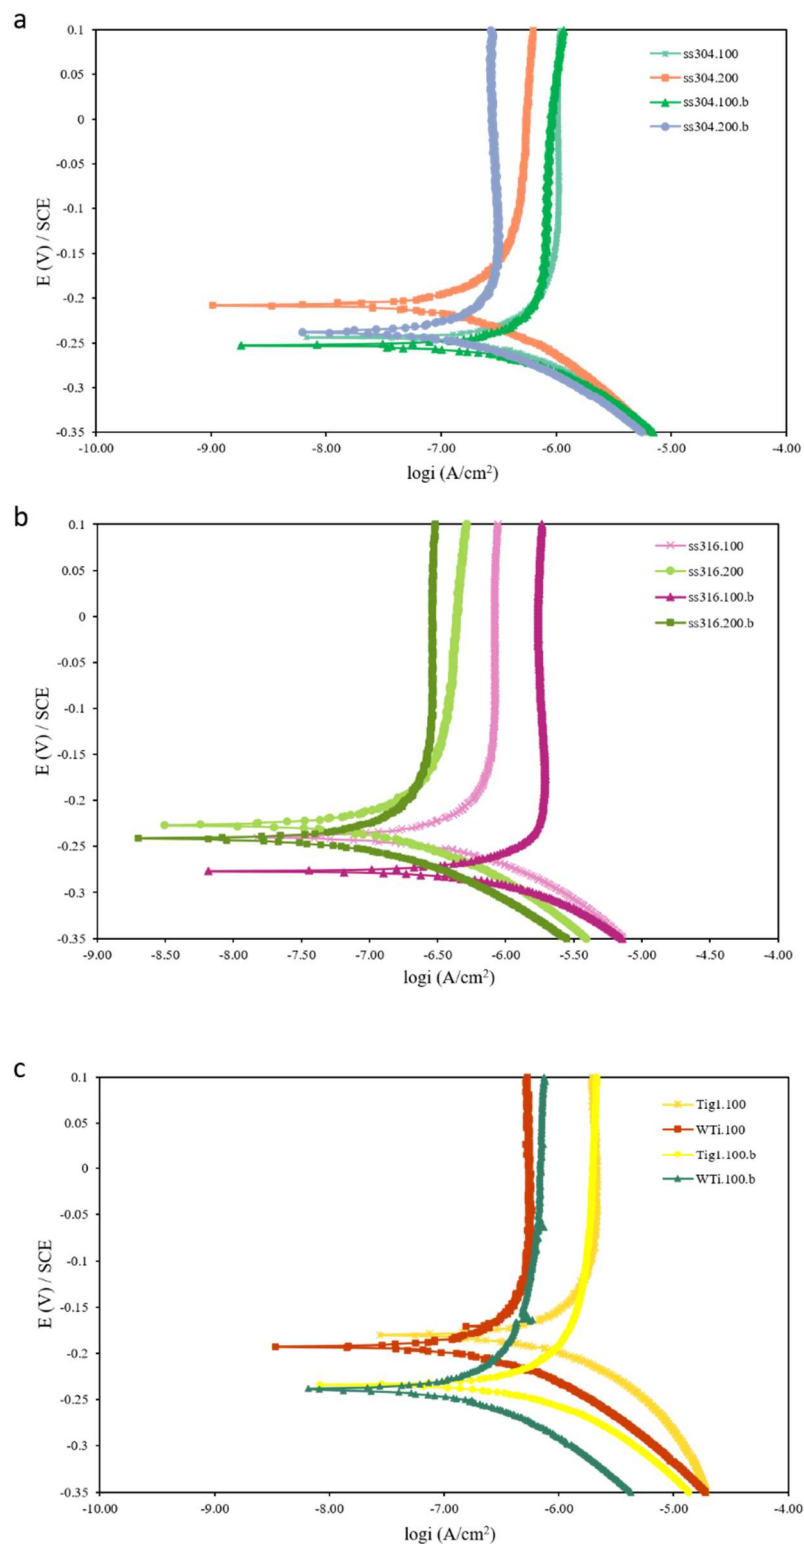 a
0.1
0.05
0
-0.05
-0.1
-0.15
-0.2
-0.25
-0.3
-0.35
E (V) / SCE
-10.00 -9.00 -8.00 -7.00 -6.00 -5.00 -4.00
logi (A/cm²)
ss304.100
ss304.200
ss304.100.b
ss304.200.b
b
0.1
0.05
0
-0.05
-0.1
-0.15
-0.2
-0.25
-0.3
-0.35
E (V) / SCE
-9.00 -8.50 -8.00 -7.50 -7.00 -6.50 -6.00 -5.50 -5.00 -4.50 -4.00
logi (A/cm²)
ss316.100
ss316.200
ss316.100.b
ss316.200.b
c
0.1
0.05
0
-0.05
-0.1
-0.15
-0.2
-0.25
-0.3
-0.35
E (V) / SCE
-10.00 -9.00 -8.00 -7.00 -6.00 -5.00 -4.00
logi (A/cm²)
Tig1.100
WTi.100
Tig1.100.b
WTi.100.b